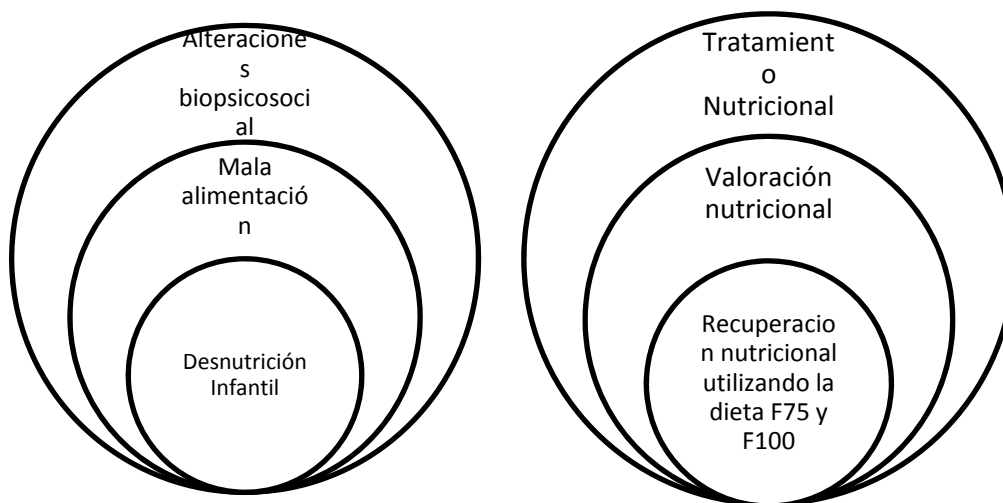 Alteracione
s
biopsicosoci
al
Mala
alimentació
n
Desnutrición
Infantil
Tratamient
o
Nutricional
Valoración
nutricional
Recuperacio
n nutricional
utilizando la
dieta F75 y
F100